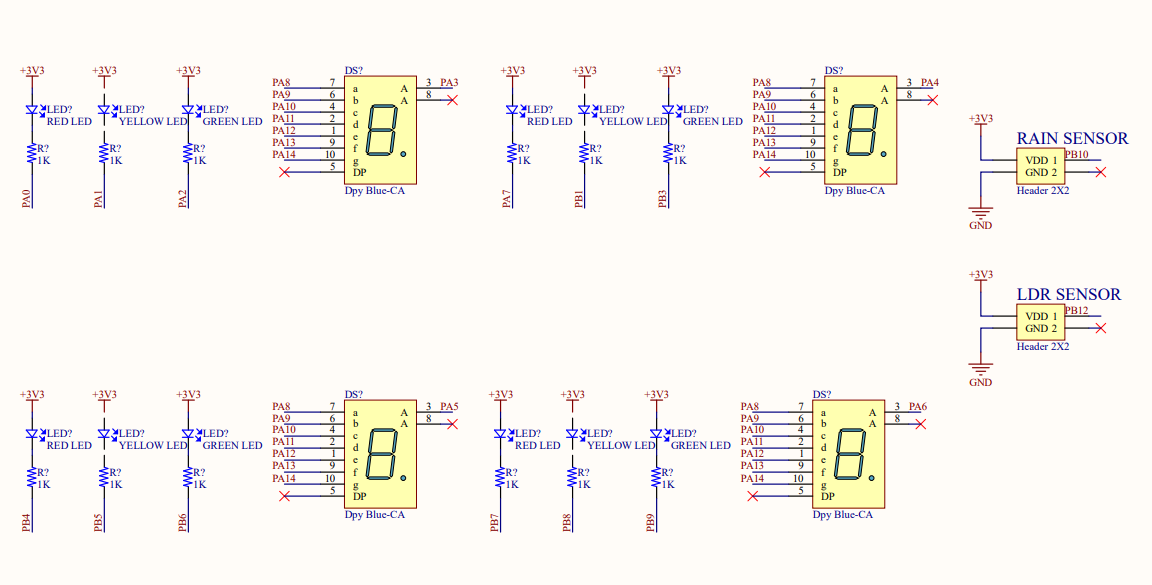 +3V3 +3V3 +3V3 DS? +3V3 +3V3 +3V3 DS?
PA8 7 a A 3 PA3 PA8 7 a A 3 PA4
PA9 6 b A 8 PA9 6 b A 8
LED? LED? LED? PA10 4 c LED? LED? LED? PA10 4 c
RED LED YELLOW LED GREEN LED PA11 2 d RED LED YELLOW LED GREEN LED PA11 2 d +3V3
PA12 1 e PA12 1 e
RAIN SENSOR
R? R? R? PA13 9 f R? R? R? PA13 9 f
1K 1K 1K PA14 10 g 1K 1K 1K PA14 10 g VDD 1 PB10
5 DP 5 DP GND 2
Dpy Blue-CA Dpy Blue-CA Header 2X2
PA0 PA1 PA2 PA7 PB1 PB3
GND
+3V3
LDR SENSOR
VDD 1 PB12
GND 2
Header 2X2
GND
+3V3 +3V3 +3V3 DS? +3V3 +3V3 +3V3 DS?
PA8 7 a A 3 PA5 PA8 7 a A 3 PA6
PA9 6 b A 8 PA9 6 b A 8
LED? LED? LED? PA10 4 c LED? LED? LED? PA10 4 c
RED LED YELLOW LED GREEN LED PA11 2 d RED LED YELLOW LED GREEN LED PA11 2 d
PA12 1 e PA12 1 e
R? R? R? PA13 9 f R? R? R? PA13 9 f
1K 1K 1K PA14 10 g 1K 1K 1K PA14 10 g
5 DP 5 DP
Dpy Blue-CA Dpy Blue-CA
PB4 PB5 PB6 PB7 PB8 PB9